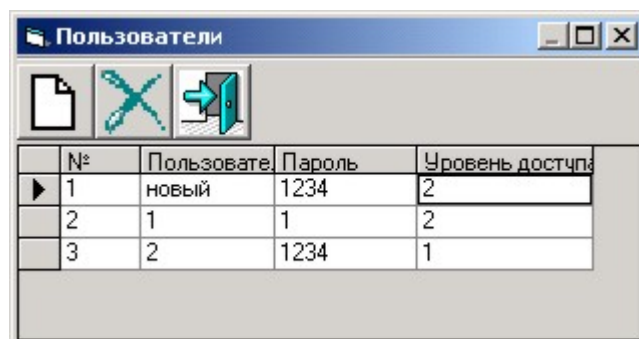 Пользователи
№ Пользовате. Пароль Уровень доступа
1 новый 1234 2
2 1 1 2
3 2 1234 1